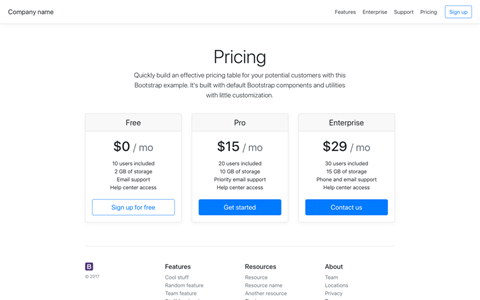 Company name
Features Enterprise Support Pricing Sign up
Pricing
Quickly build an effective pricing table for your potential customers with this
Bootstrap example. It's built with default Bootstrap components and utilities
with little customization.
Free
$0 / mo
10 users included
2 GB of storage
Email support
Help center access
Sign up for free
Pro
$15 / mo
20 users included
10 GB of storage
Priority email support
Help center access
Get started
Enterprise
$29 / mo
30 users included
15 GB of storage
Phone and email support
Help center access
Contact us
B
© 2017
Features
Cool stuff
Random feature
Team feature
Resources
Resource
Resource name
Another resource
About
Team
Locations
Privacy